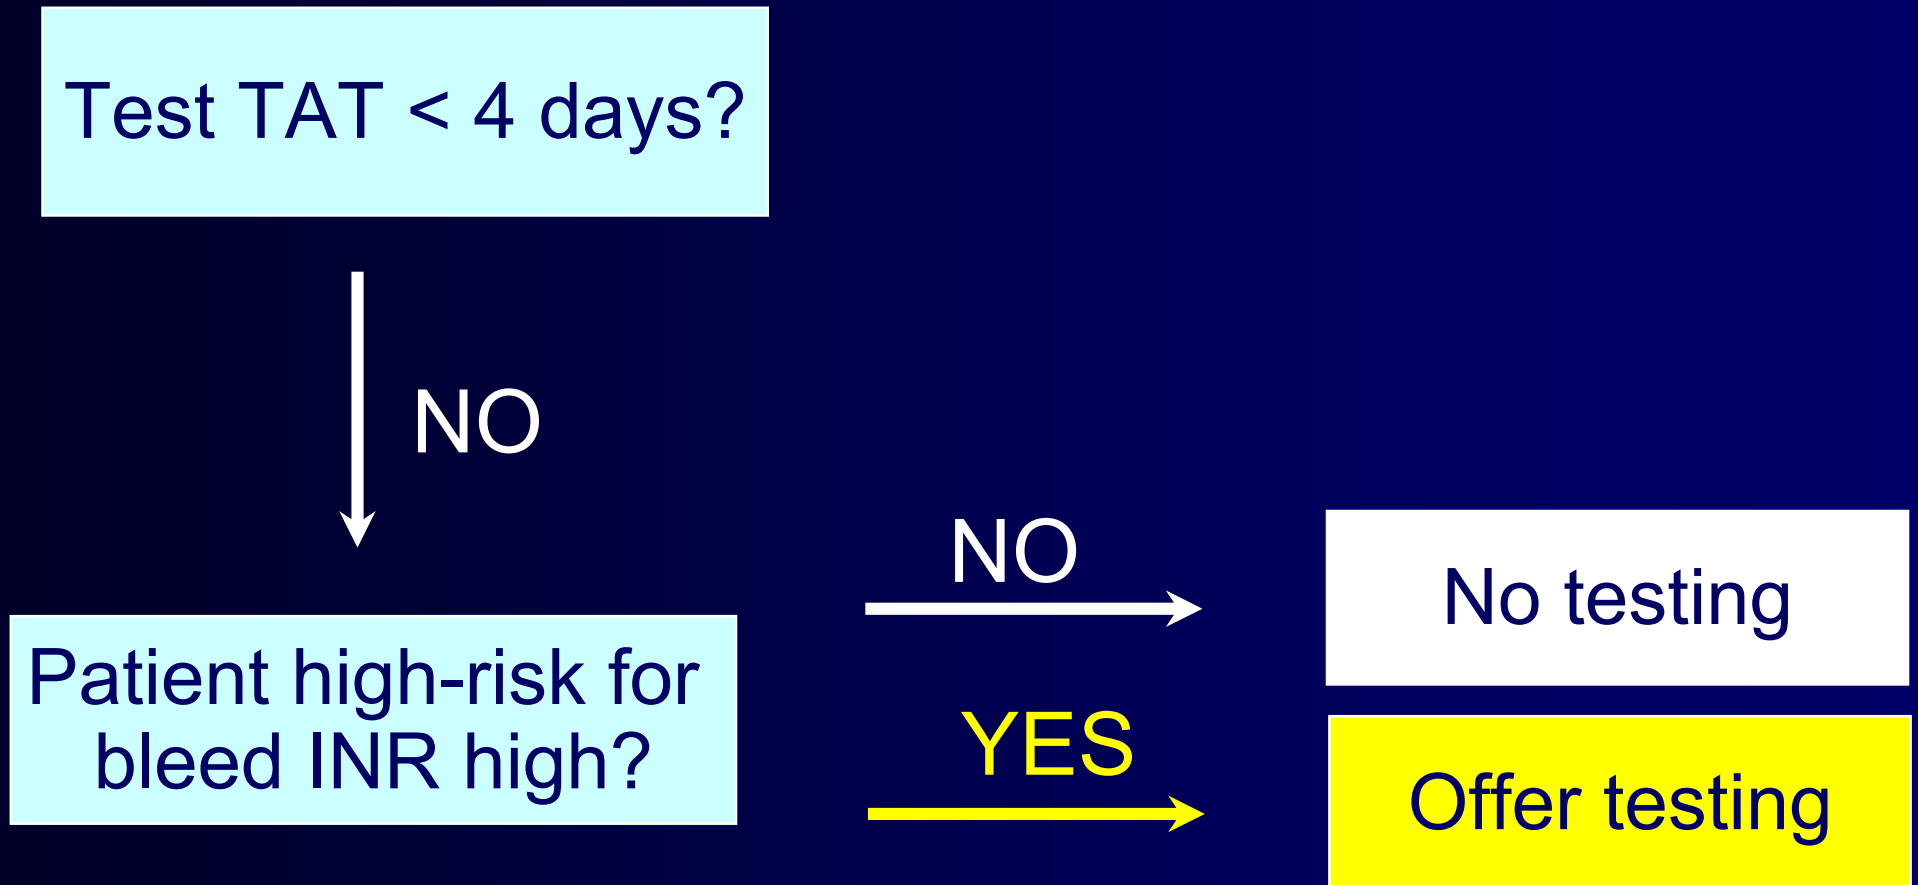 Test TAT < 4 days?
NO
NO
No testing
Patient high-risk for
bleed INR high?
YES
Offer testing